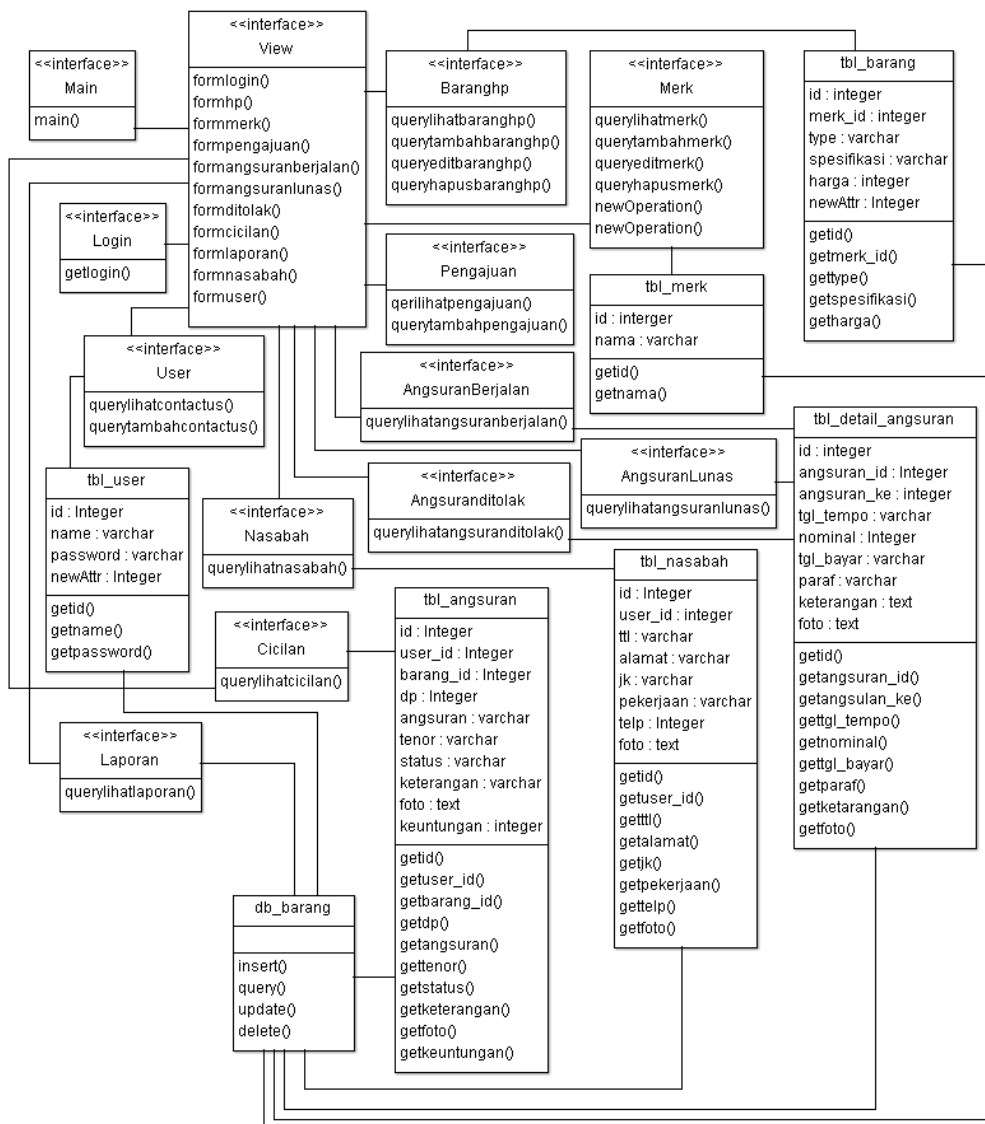 <<interface>>
View
formlogin()
formhp()
formmerk()
formpengajuan()
formangsuranberjalan()
formangsuranlunas()
formditolak()
formcicilan()
formlaporan()
formnasabah()
formuser()
<<interface>>
Main
main()
<<interface>>
Baranghp
querylihatbaranghp()
querytambahbaranghp()
queryeditbaranghp()
queryhapusbaranghp()
<<interface>>
Merk
querylihatmerk()
querytambahmerk()
queryeditmerk()
queryhapusmerk()
newOperation()
newOperation()
tbl_barang
id : integer
merk_id : integer
type : varchar
spesifikasi : varchar
harga : integer
newAttr : Integer
getid()
getmerk_id()
gettype()
getspesifikasi()
getharga()
<<interface>>
Login
getlogin()
<<interface>>
Pengajuan
qerilihatpengajuan()
querytambahpengajuan()
tbl_merk
id : interger
nama : varchar
getid()
getnama()
<<interface>>
User
querylihatcontactus()
querytambahcontactus()
<<interface>>
AngsuranBerjalan
querylihatangsuranberjalan()
tbl_detail_angsuran
id : integer
angsuran_id : Integer
angsuran_ke : integer
tgl_tempo : varchar
nominal : Integer
tgl_bayar : varchar
paraf : varchar
keterangan : text
foto : text
getid()
getangsuran_id()
getangsulan_ke()
gettgl_tempo()
getnominal()
gettgl_bayar()
getparaf()
getketarangan()
getfoto()
<<interface>>
AngsuranLunas
querylihatangsuranlunas()
<<interface>>
Angsuranditolak
querylihatangsuranditolak()
tbl_user
id : Integer
name : varchar
password : varchar
newAttr : Integer
getid()
getname()
getpassword()
<<interface>>
Nasabah
querylihatnasabah()
tbl_nasabah
id : Integer
user_id : integer
ttl : varchar
alamat : varchar
jk : varchar
pekerjaan : varchar
telp : Integer
foto : text
getid()
getuser_id()
getttl()
getalamat()
getjk()
getpekerjaan()
gettelp()
getfoto()
tbl_angsuran
id : Integer
user_id : Integer
barang_id : Integer
dp : Integer
angsuran : varchar
tenor : varchar
status : varchar
keterangan : varchar
foto : text
keuntungan : integer
getid()
getuser_id()
getbarang_id()
getdp()
getangsuran()
gettenor()
getstatus()
getketerangan()
getfoto()
getkeuntungan()
<<interface>>
Cicilan
querylihatcicilan()
<<interface>>
Laporan
querylihatlaporan()
db_barang
insert()
query()
update()
delete()